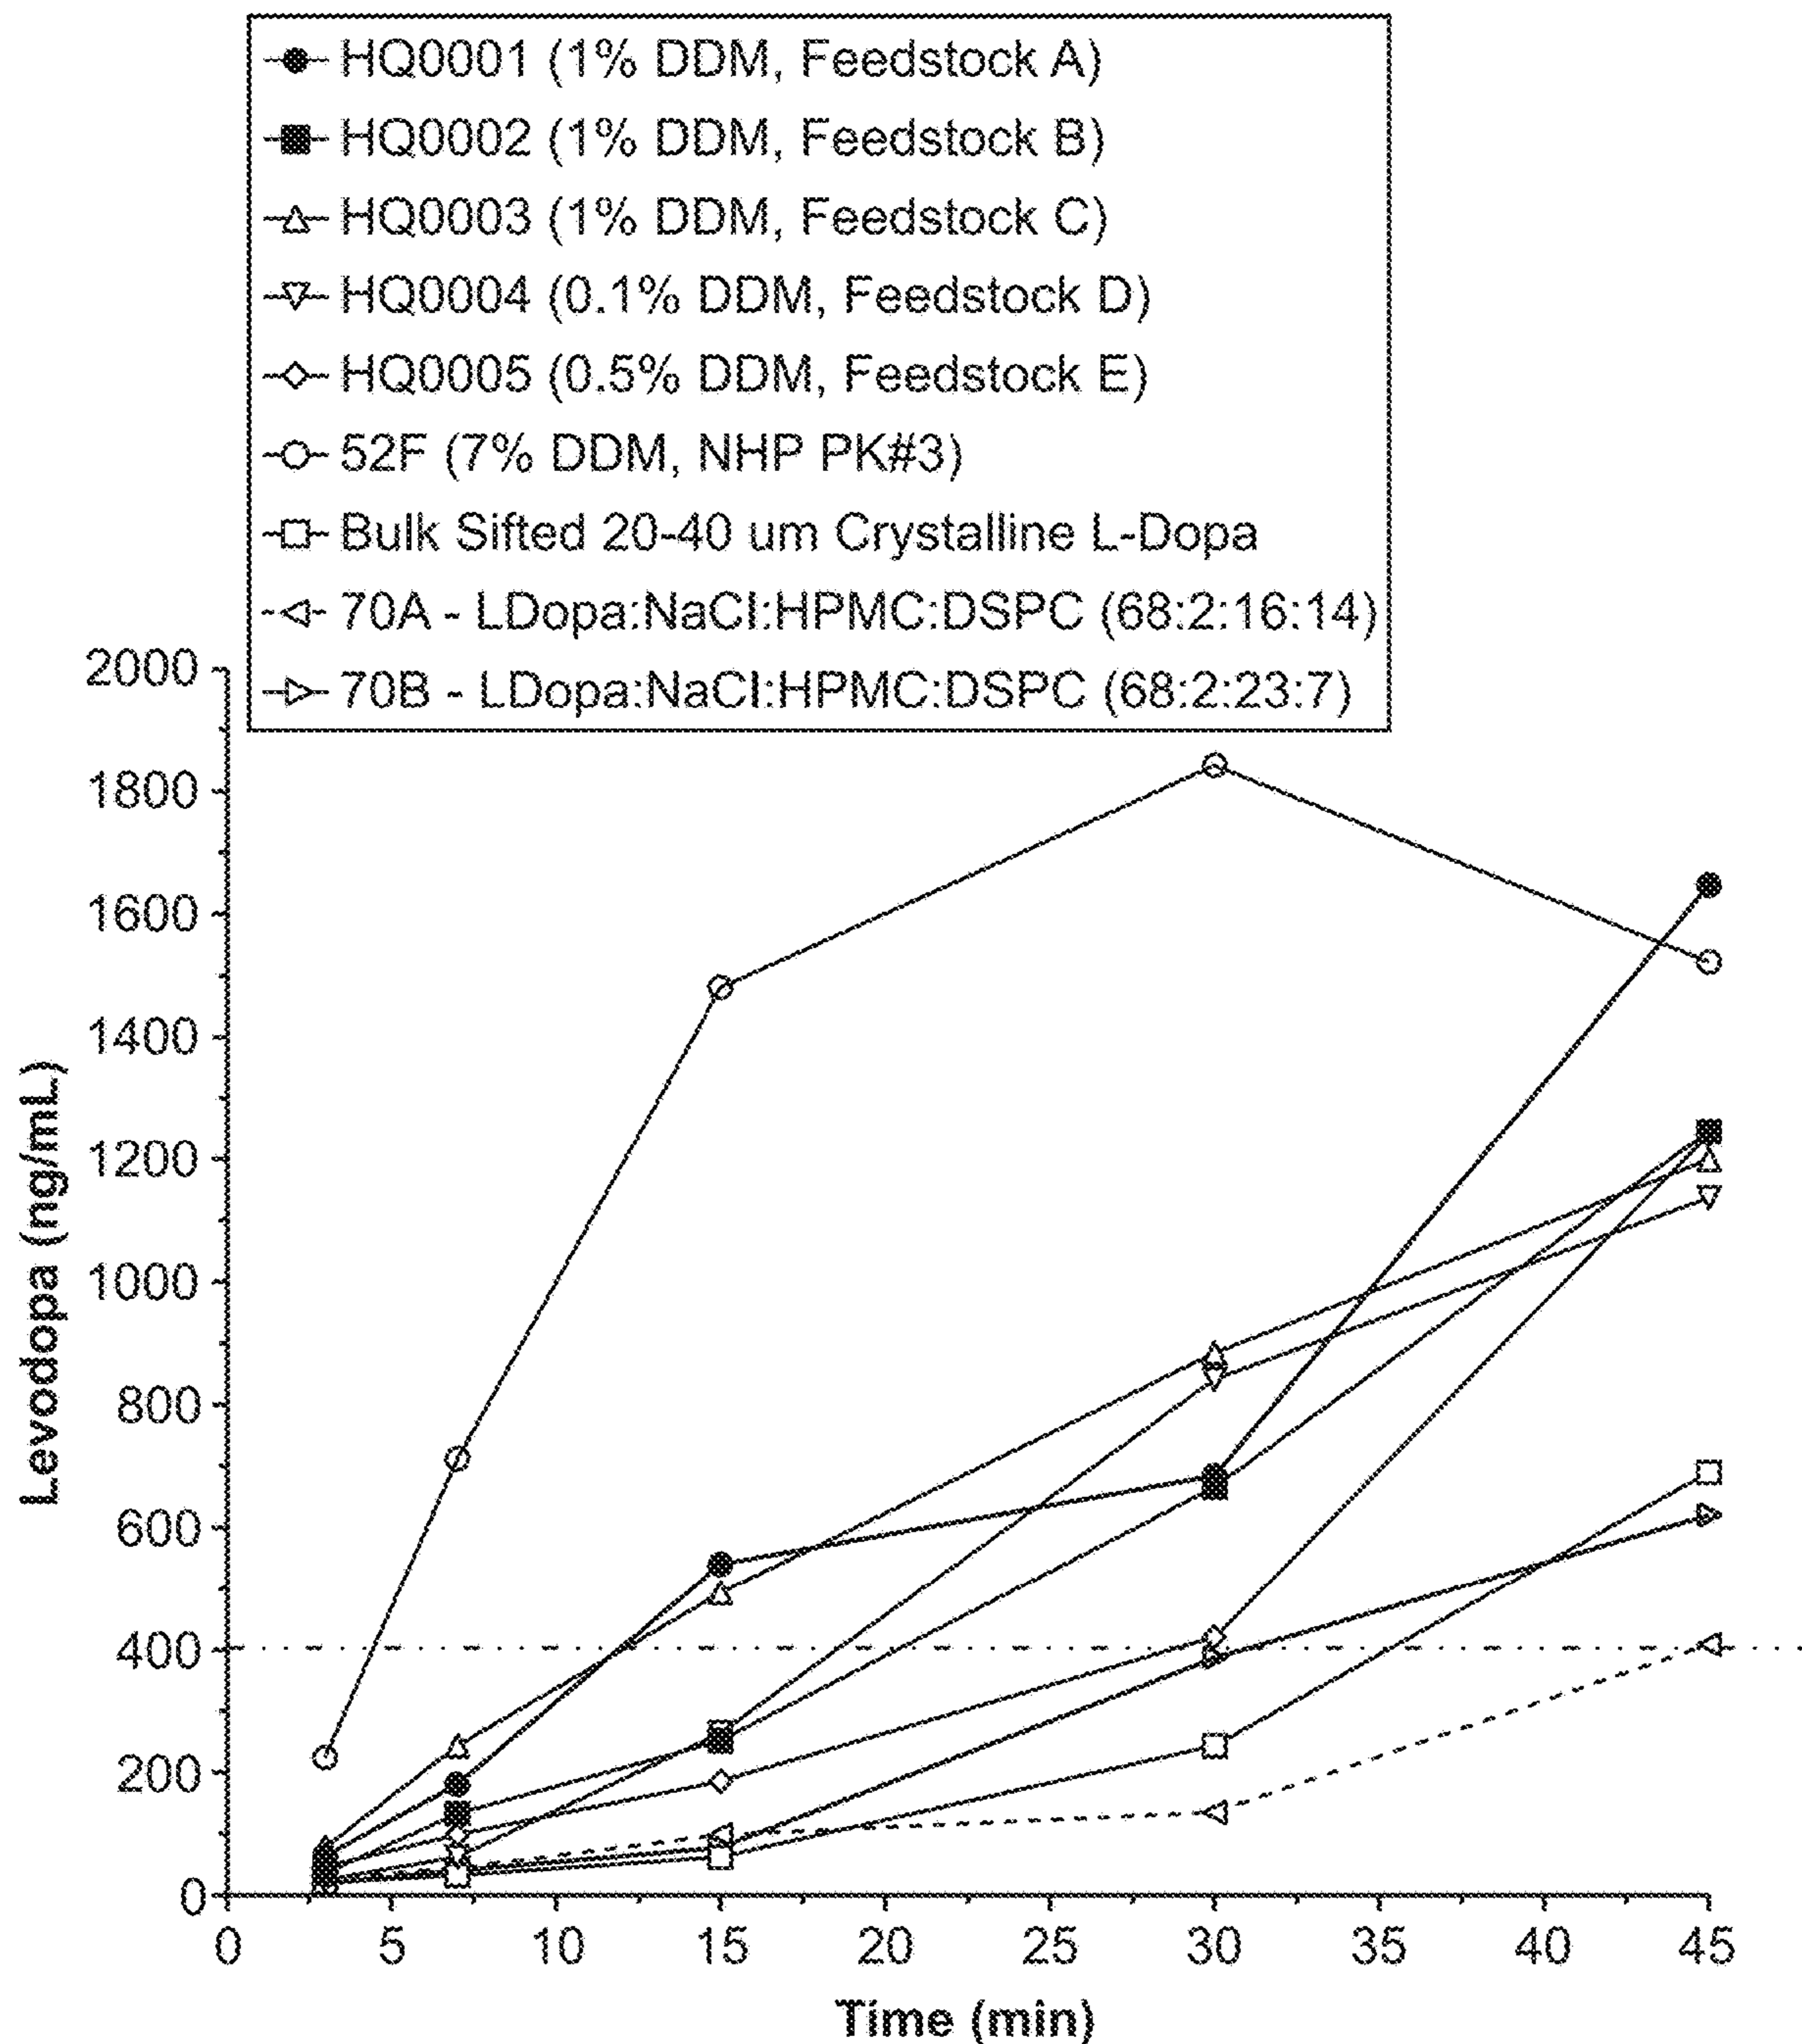 HQ0001 (1% DDM, Feedstock A)
HQ0002 (1% DDM, Feedstock B)
HQ0003 (1% DDM, Feedstock C)
HQ0004 (0.1% DDM, Feedstock D)
HQ0005 (0.5% DDM, Feedstock E)
52F (7% DDM, NHP PK#3)
Bulk Sifted 20-40 um Crystalline L-Dopa
70A - LDopa:NaCl:HPMC:DSPC (68:2:16:14)
70B - LDopa:NaCl:HPMC:DSPC (68:2:23:7)
2000
1800
1600
1400
1200
1000
800
600
400
200
0
Levodopa (ng/mL)
0 5 10 15 20 25 30 35 40 45
Time (min)